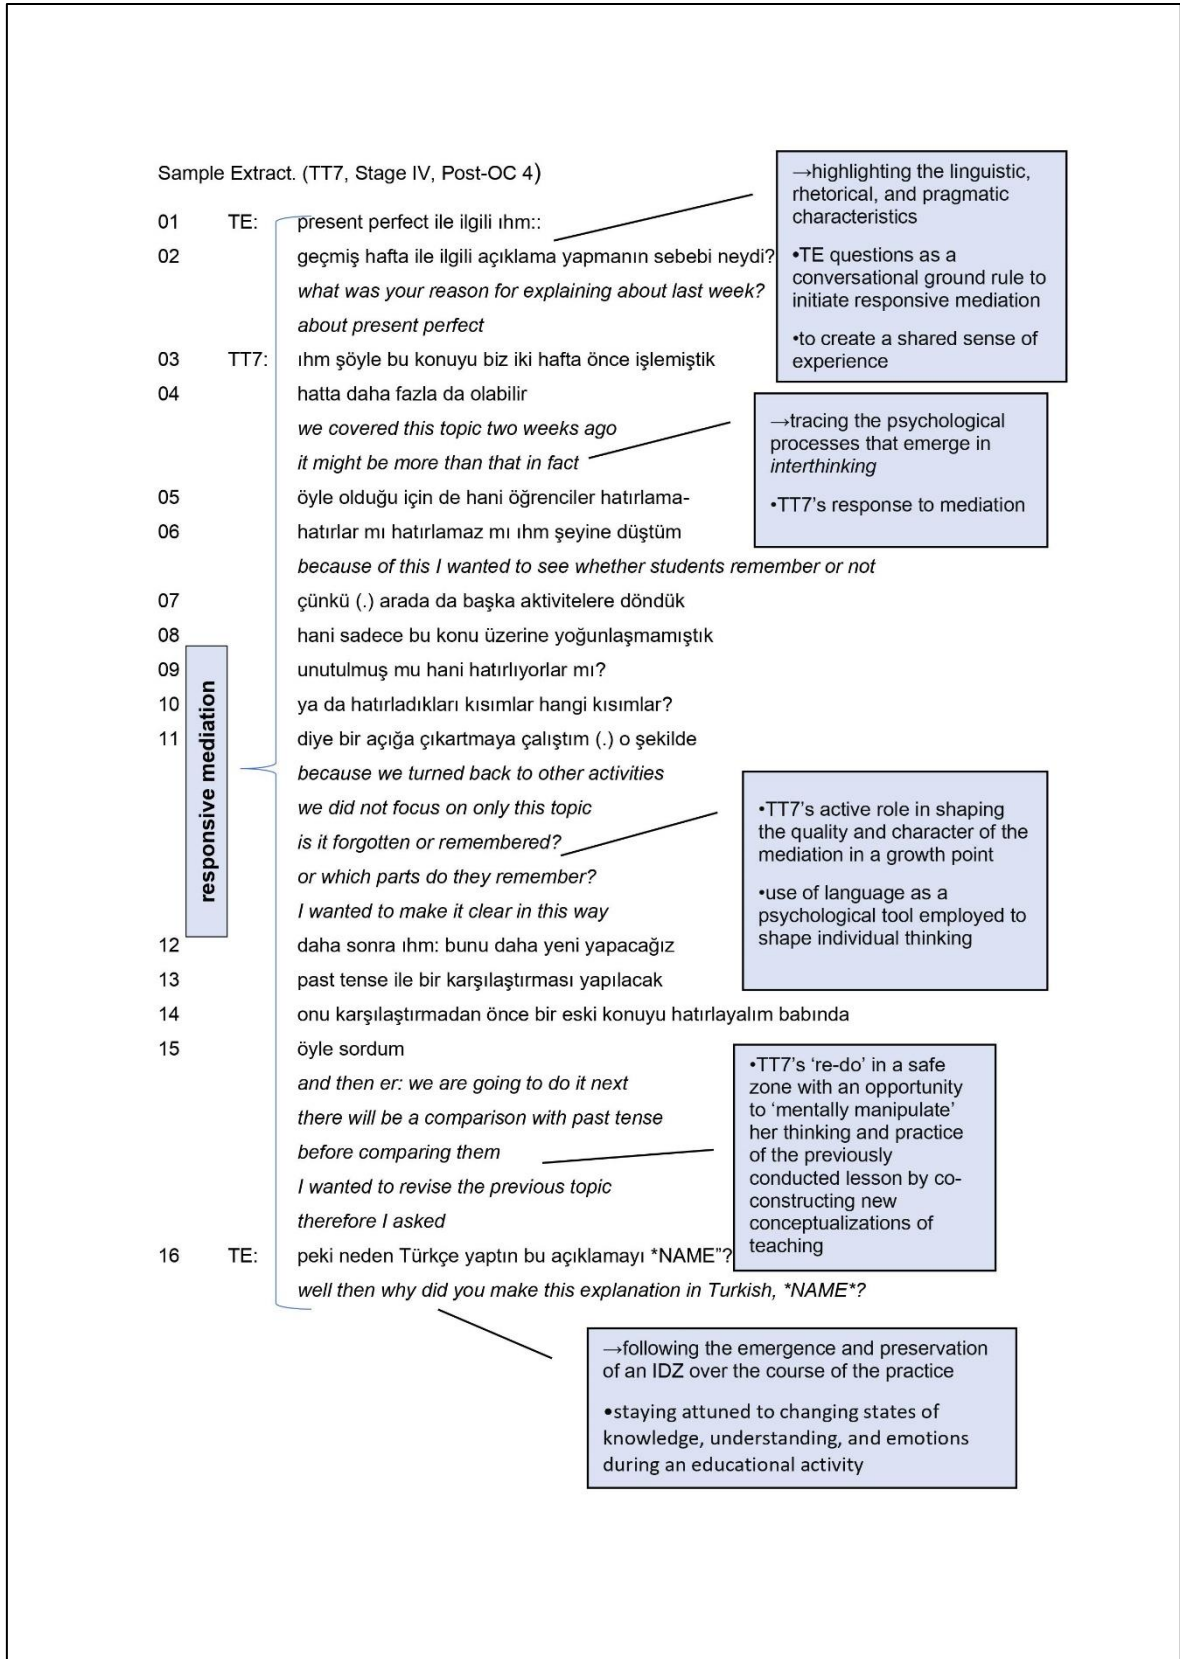 Sample Extract. (TT7, Stage IV, Post-OC 4)
01 TE: present perfect ile ilgili ıhm::
02 geçmiş hafta ile ilgili açıklama yapmanın sebebi neydi?
what was your reason for explaining about last week?
about present perfect
03 TT7: ıhm şöyle bu konuyu biz iki hafta önce işlemiştik
04 hatta daha fazla da olabilir
we covered this topic two weeks ago
it might be more than that in fact
05 öyle olduğu için de hani öğrenciler hatırlama-
06 hatırlar mı hatırlamaz mı ıhm şeyine düştüm
because of this I wanted to see whether students remember or not
07 çünkü (.) arada da başka aktivitelere döndük
08 hani sadece bu konu üzerine yoğunlaşmamıştık
09 unutulmuş mu hani hatırlıyorlar mı?
10 ya da hatırladıkları kısımlar hangi kısımlar?
11 diye bir açığa çıkartmaya çalıştım (.) o şekilde
because we turned back to other activities
we did not focus on only this topic
is it forgotten or remembered?
or which parts do they remember?
I wanted to make it clear in this way
12 daha sonra ıhm: bunu daha yeni yapacağız
13 past tense ile bir karşılaştırması yapılacak
14 onu karşılaştırmadan önce bir eski konuyu hatırlayalım babında
15 öyle sordum
and then er: we are going to do it next
there will be a comparison with past tense
before comparing them
I wanted to revise the previous topic
therefore I asked
16 TE: peki neden Türkçe yaptın bu açıklamayı *NAME"?
well then why did you make this explanation in Turkish, *NAME*?
responsive mediation
→highlighting the linguistic,
rhetorical, and pragmatic
characteristics
•TE questions as a
conversational ground rule to
initiate responsive mediation
•to create a shared sense of
experience
→tracing the psychological
processes that emerge in
interthinking
•TT7's response to mediation
•TT7's active role in shaping
the quality and character of the
mediation in a growth point
•use of language as a
psychological tool employed to
shape individual thinking
•TT7's 're-do' in a safe
zone with an opportunity
to 'mentally manipulate'
her thinking and practice
of the previously
conducted lesson by co-
constructing new
conceptualizations of
teaching
→following the emergence and preservation
of an IDZ over the course of the practice
•staying attuned to changing states of
knowledge, understanding, and emotions
during an educational activity